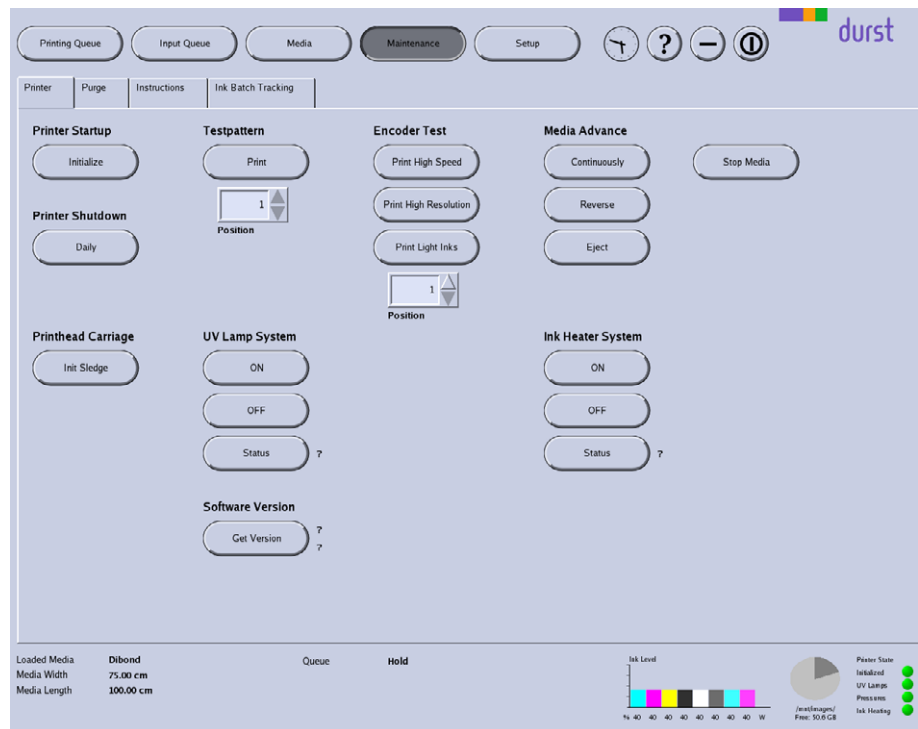 durst
Printing Queue Input Queue Media Maintenance Setup ?
Printer Purge Instructions Ink Batch Tracking
Printer Startup Testpattern Encoder Test Media Advance
Initialize Print Print High Speed Continuously Stop Media
1 Print High Resolution Reverse
Printer Shutdown Position
Daily Print Light Inks Eject
1
Position
Printhead Carriage UV Lamp System Ink Heater System
Init Sledge ON ON
OFF OFF
Status ? Status ?
Software Version
Get Version ?
?
Loaded Media Dibond Queue Hold Ink Level Printer State
Media Width 75.00 cm Initialized
UV Lamps
Media Length 100.00 cm Pressures
/mnt/images/ Ink Heating
% 40 40 40 40 40 40 40 40 W Free: 50.6 GB